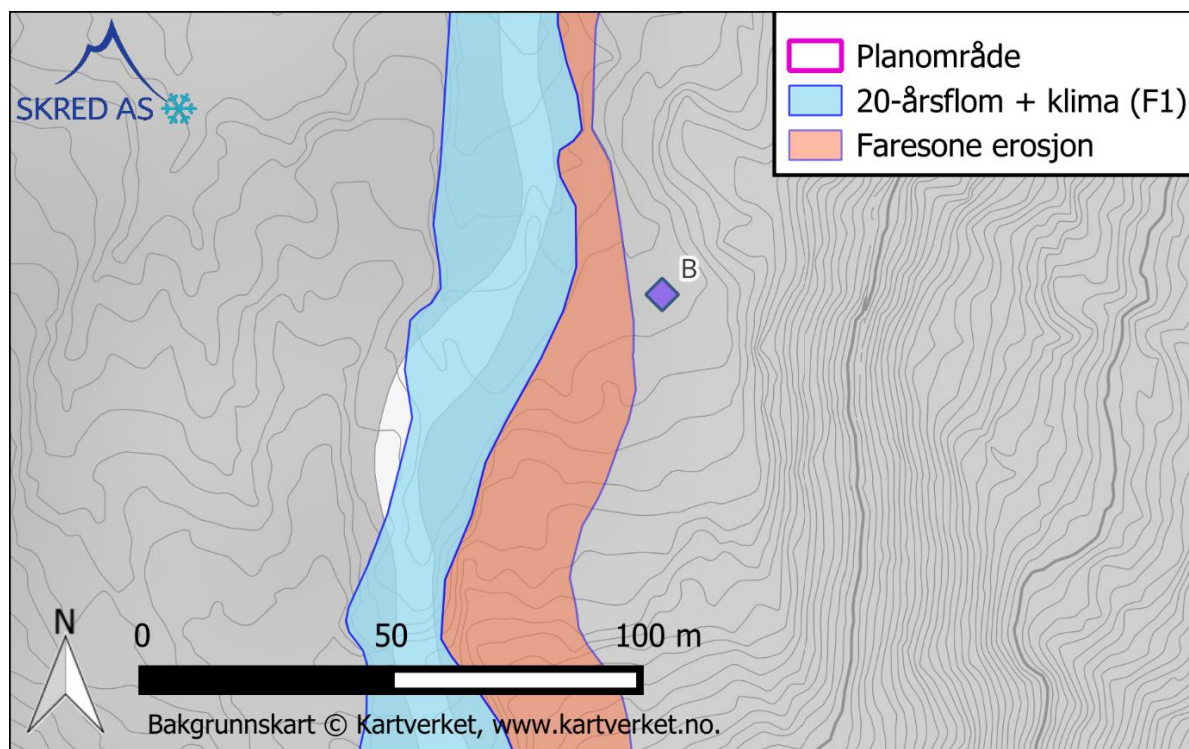 SKRED AS
Planområde
20-årsflom + klima (F1)
Faresone erosjon
B
N
0 50 100 m
Bakgrunnskart © Kartverket, www.kartverket.no.